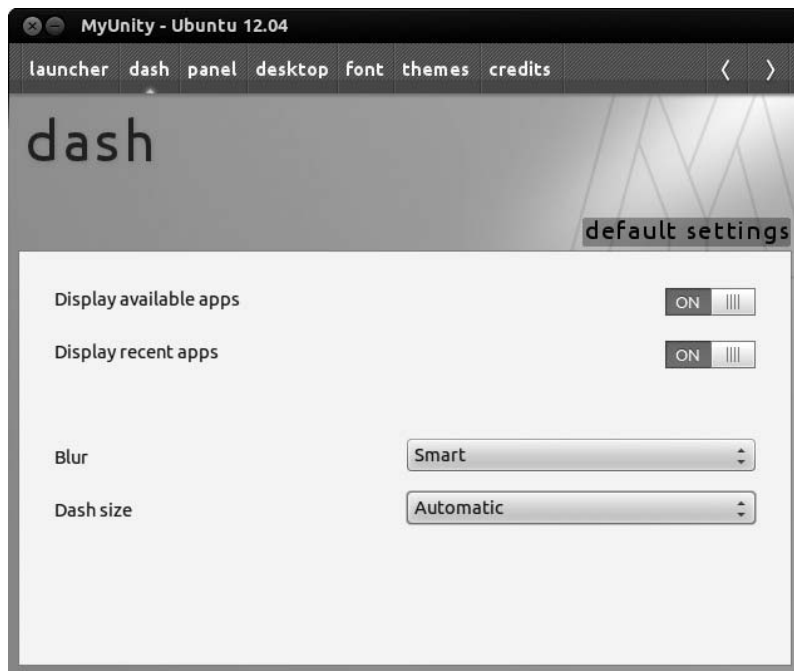 MyUnity - Ubuntu 12.04
launcher dash panel desktop font themes credits
dash
default settings
Display available apps ON
Display recent apps ON
Blur Smart
Dash size Automatic